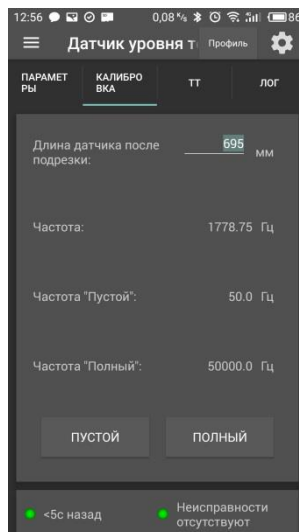 12:56 0,08 K/s 86
Датчик уровня т Профиль
ПАРАМЕТ
РЫ
КАЛИБРО
ВКА
ТТ
ЛОГ
Длина датчика после
подрезки:
695 мм
Частота: 1778.75 Гц
Частота "Пустой": 50.0 Гц
Частота "Полный": 50000.0 Гц
ПУСТОЙ ПОЛНЫЙ
<5с назад
Неисправности
отсутствуют